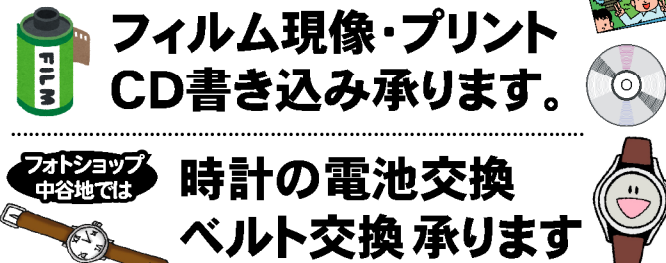 FILM
フィルム現像・プリント
CD書き込み承ります。
フォトショップ
中谷地では
時計の電池交換
ベルト交換 承ります